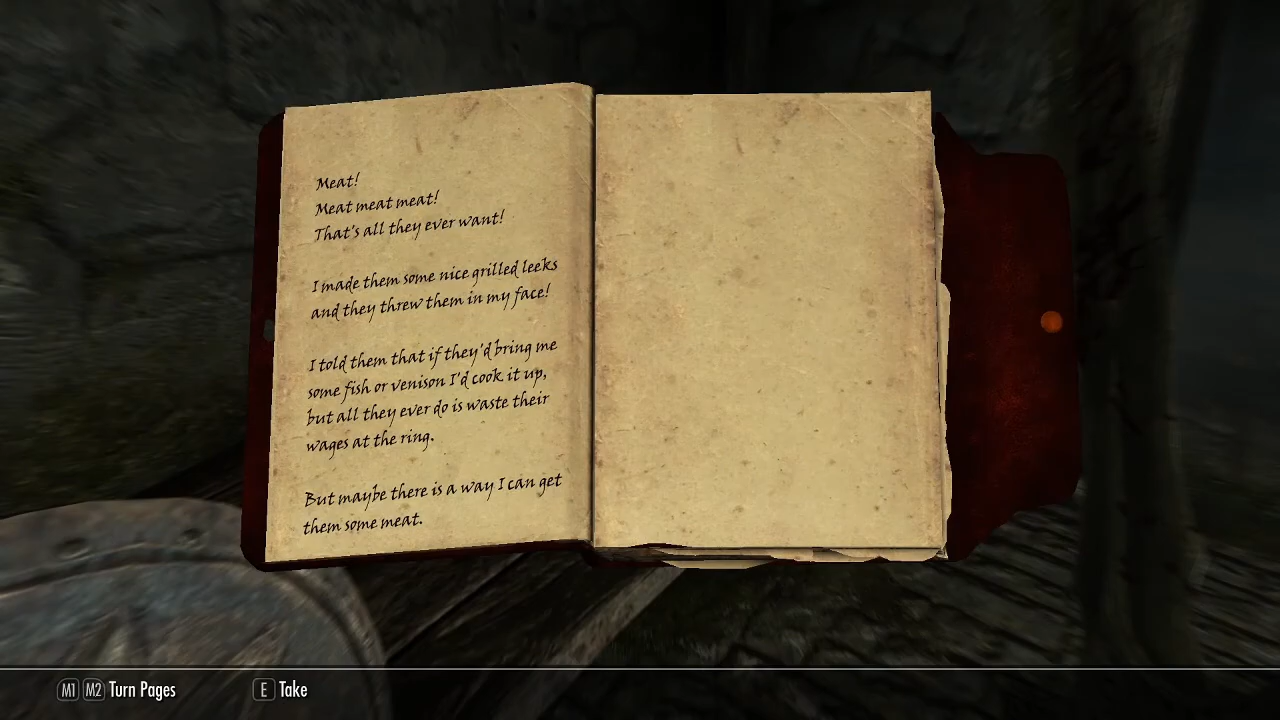 Meat!
Meat meat meat!
That's all they ever want!
I made them some nice grilled leeks
and they threw them in my face!
I told them that if they'd bring me
some fish or venison I'd cook it up,
but all they ever do is waste their
wages at the ring.
But maybe there is a way I can get
them some meat.
M1 M2 Turn Pages
E Take